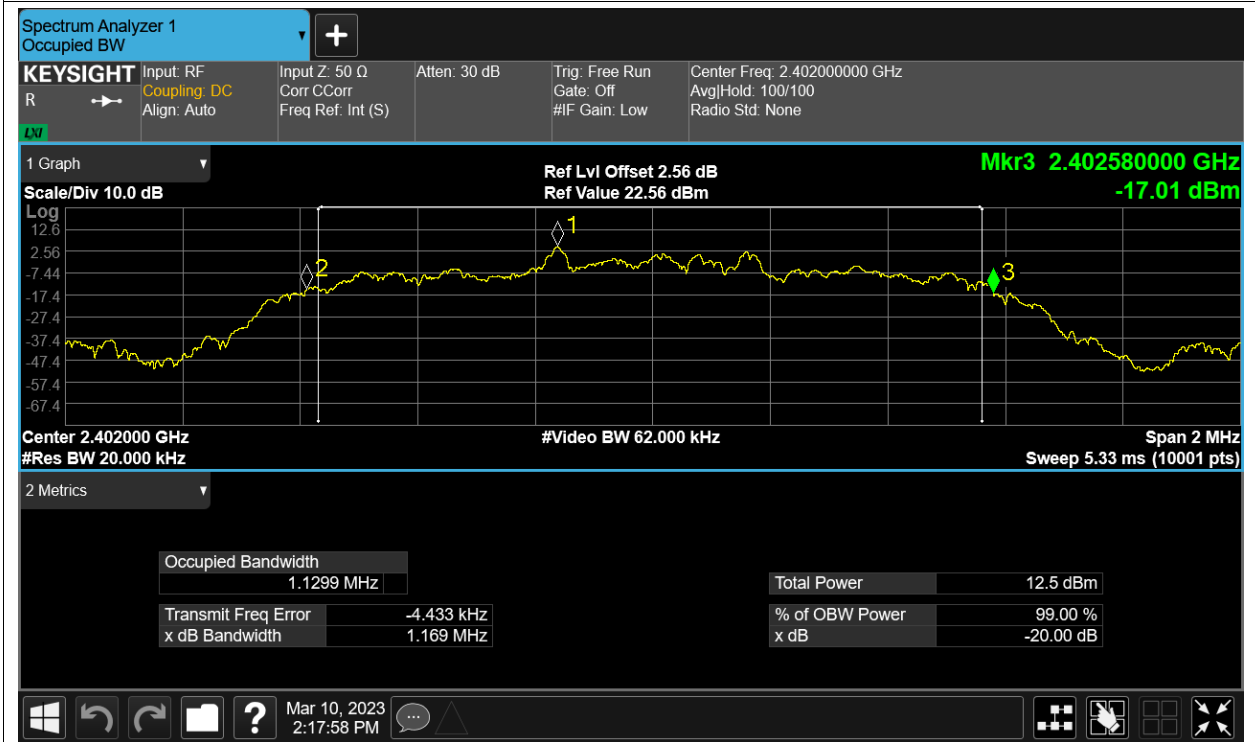 Spectrum Analyzer 1
Occupied BW
KEYSIGHT
R
LXI
Input: RF
Coupling: DC
Align: Auto
Input Z: 50 Ω
Corr CCorr
Freq Ref: Int (S)
Atten: 30 dB
Trig: Free Run
Gate: Off
#IF Gain: Low
Center Freq: 2.402000000 GHz
Avg|Hold: 100/100
Radio Std: None
1 Graph
Scale/Div 10.0 dB
Ref Lvl Offset 2.56 dB
Ref Value 22.56 dBm
Mkr3 2.402580000 GHz
-17.01 dBm
Log
12.6
2.56
-7.44
-17.4
-27.4
-37.4
-47.4
-57.4
-67.4
1
2
3
Center 2.402000 GHz
#Video BW 62.000 kHz
Span 2 MHz
#Res BW 20.000 kHz
Sweep 5.33 ms (10001 pts)
2 Metrics
Occupied Bandwidth
1.1299 MHz
Total Power 12.5 dBm
Transmit Freq Error -4.433 kHz
% of OBW Power 99.00 %
x dB Bandwidth 1.169 MHz
x dB -20.00 dB
?
Mar 10, 2023
2:17:58 PM